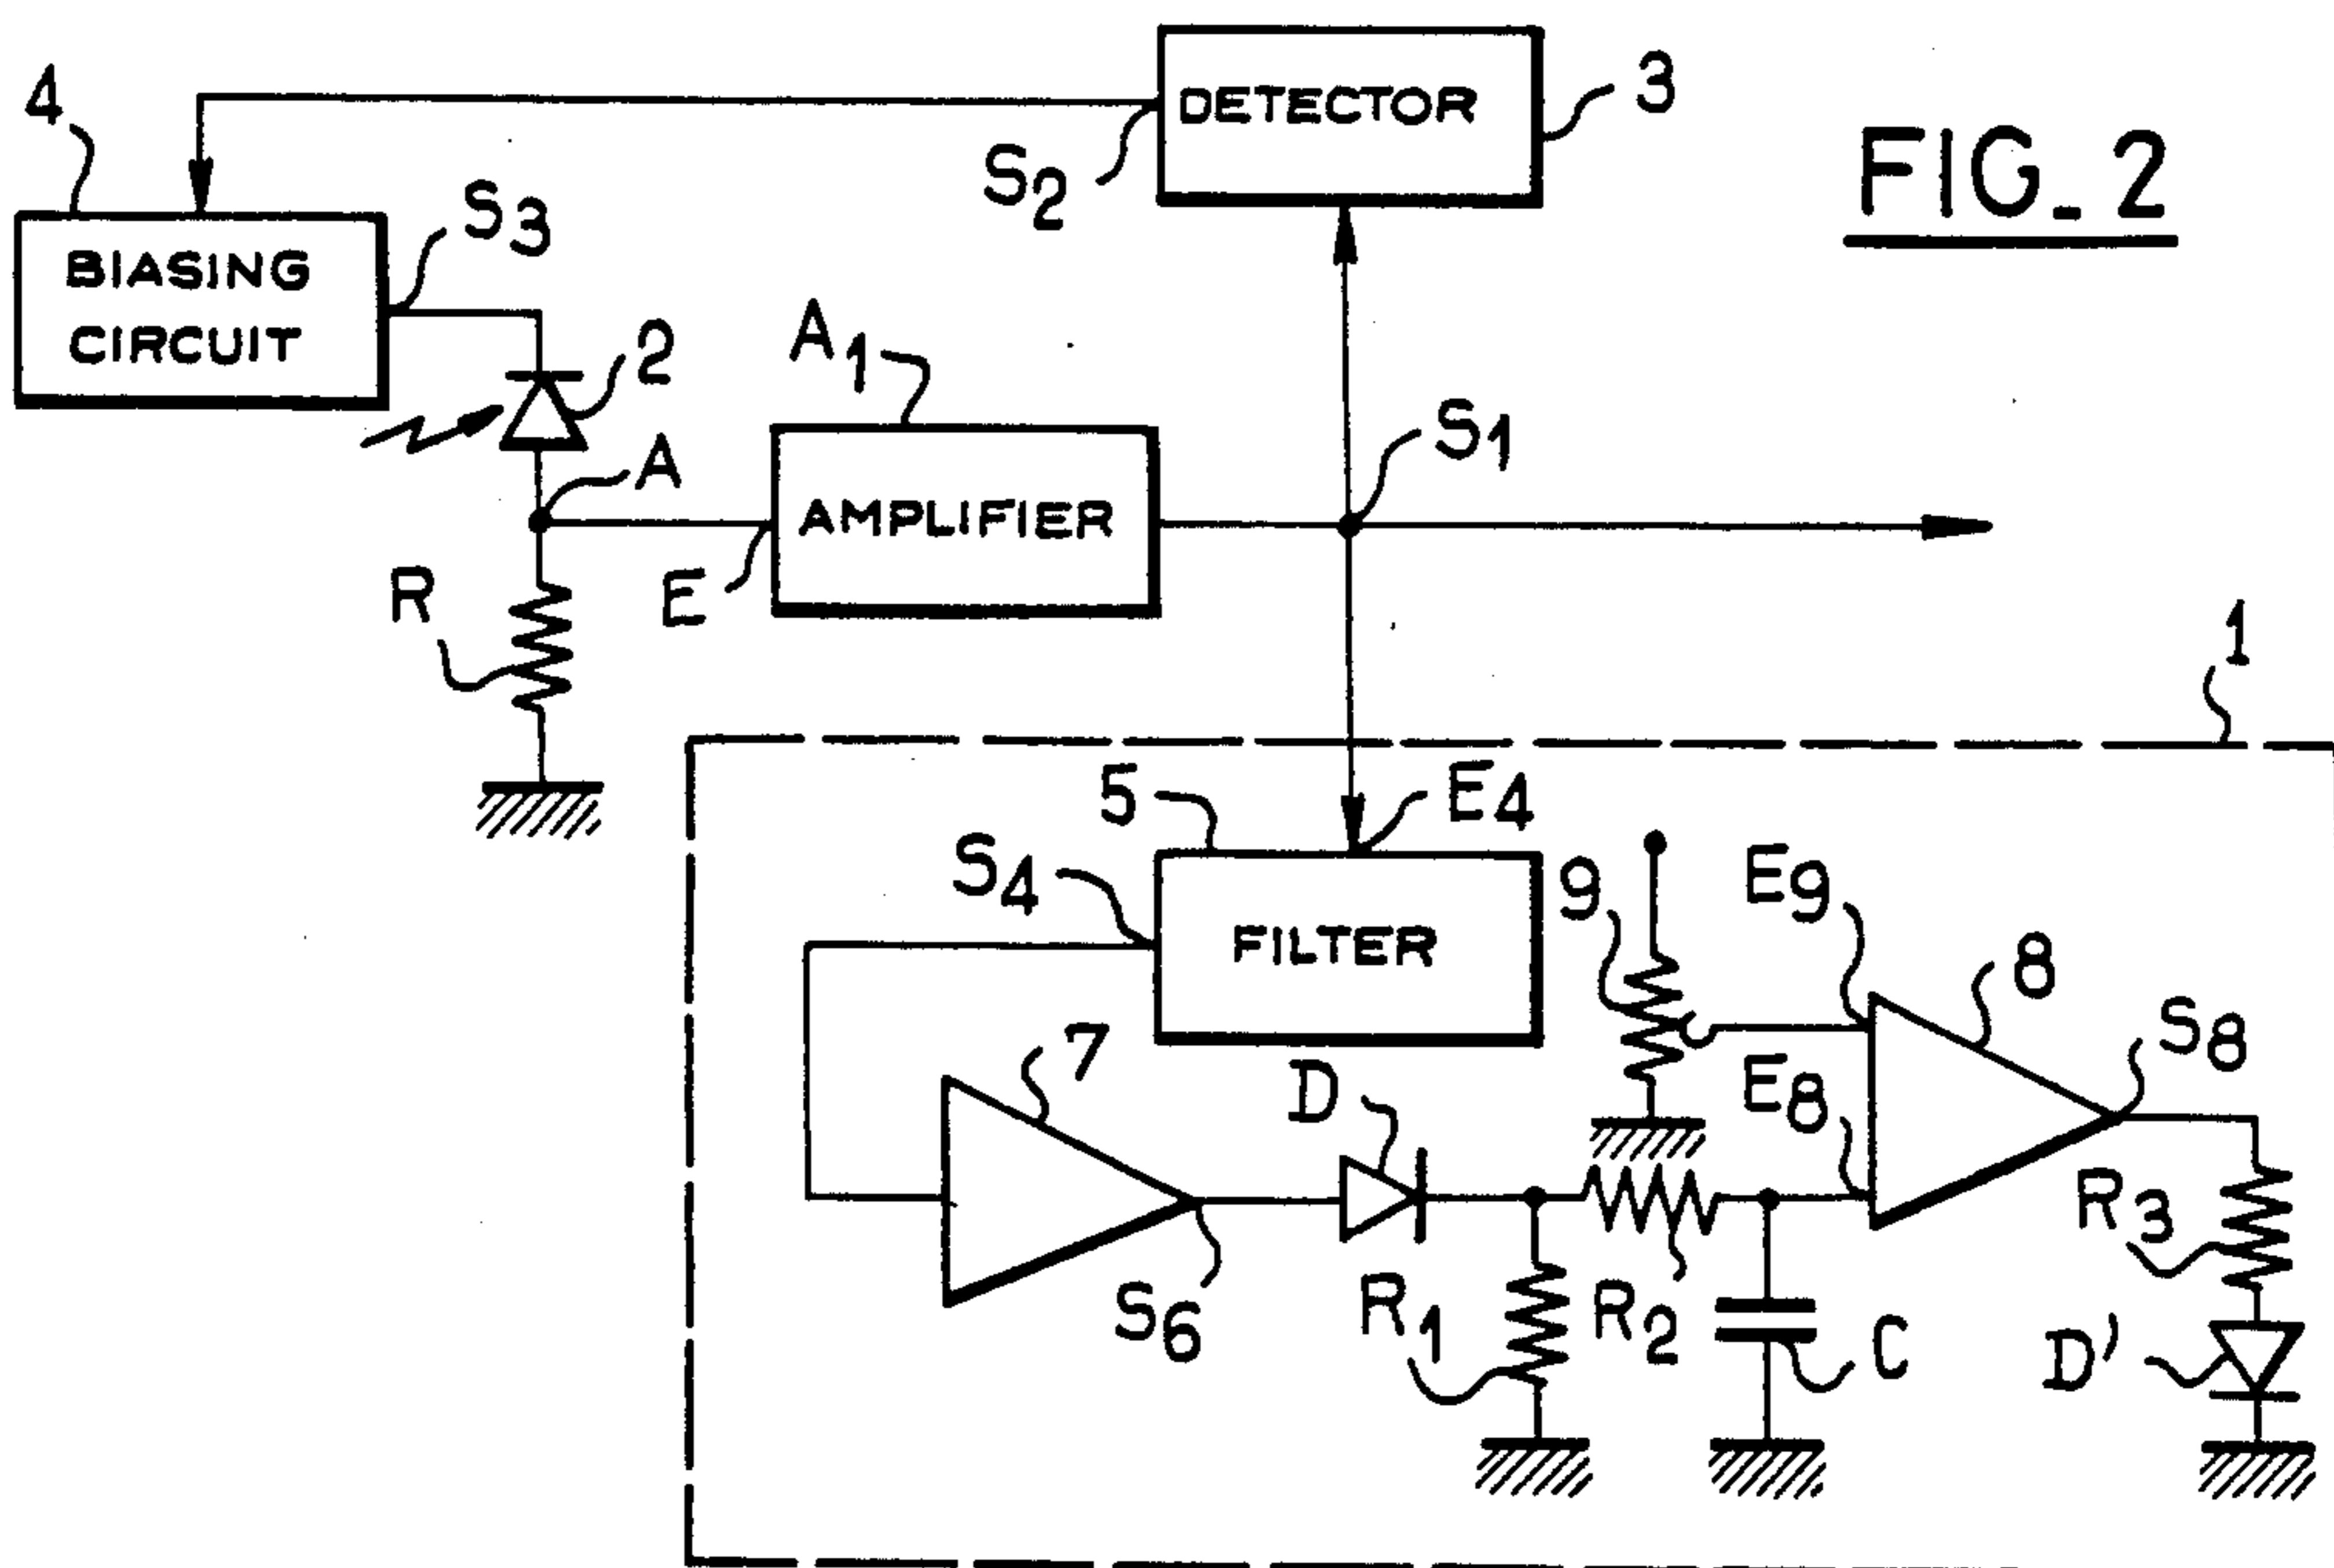 DETECTOR
3
FIG_2
4
S2
S3
BIASING
CIRCUIT
2
A1
A
S1
AMPLIFIER
E
R
1
5
E4
S4
9
E9
FILTER
8
7
S8
D
E8
R3
S6
R1
R2
C
D'